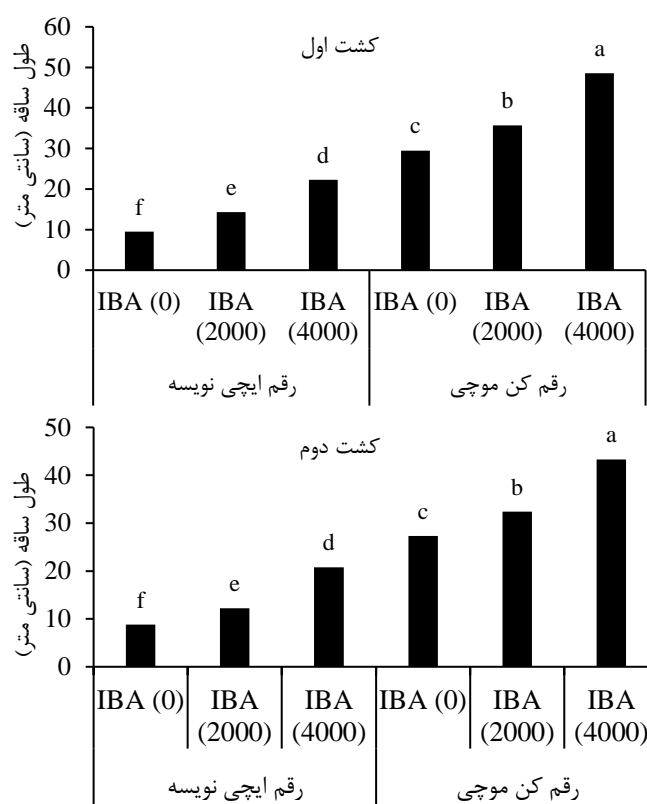 کشت اول
طول ساقه (سانتی متر)
60
50
40
30
20
10
0
f
e
d
c
b
a
IBA (0)
IBA (2000)
IBA (4000)
IBA (0)
IBA (2000)
IBA (4000)
رقم ایچی نویسه
رقم کن موچی
کشت دوم
طول ساقه (سانتی متر)
50
40
30
20
10
0
f
e
d
c
b
a
IBA (0)
IBA (2000)
IBA (4000)
IBA (0)
IBA (2000)
IBA (4000)
رقم ایچی نویسه
رقم کن موچی